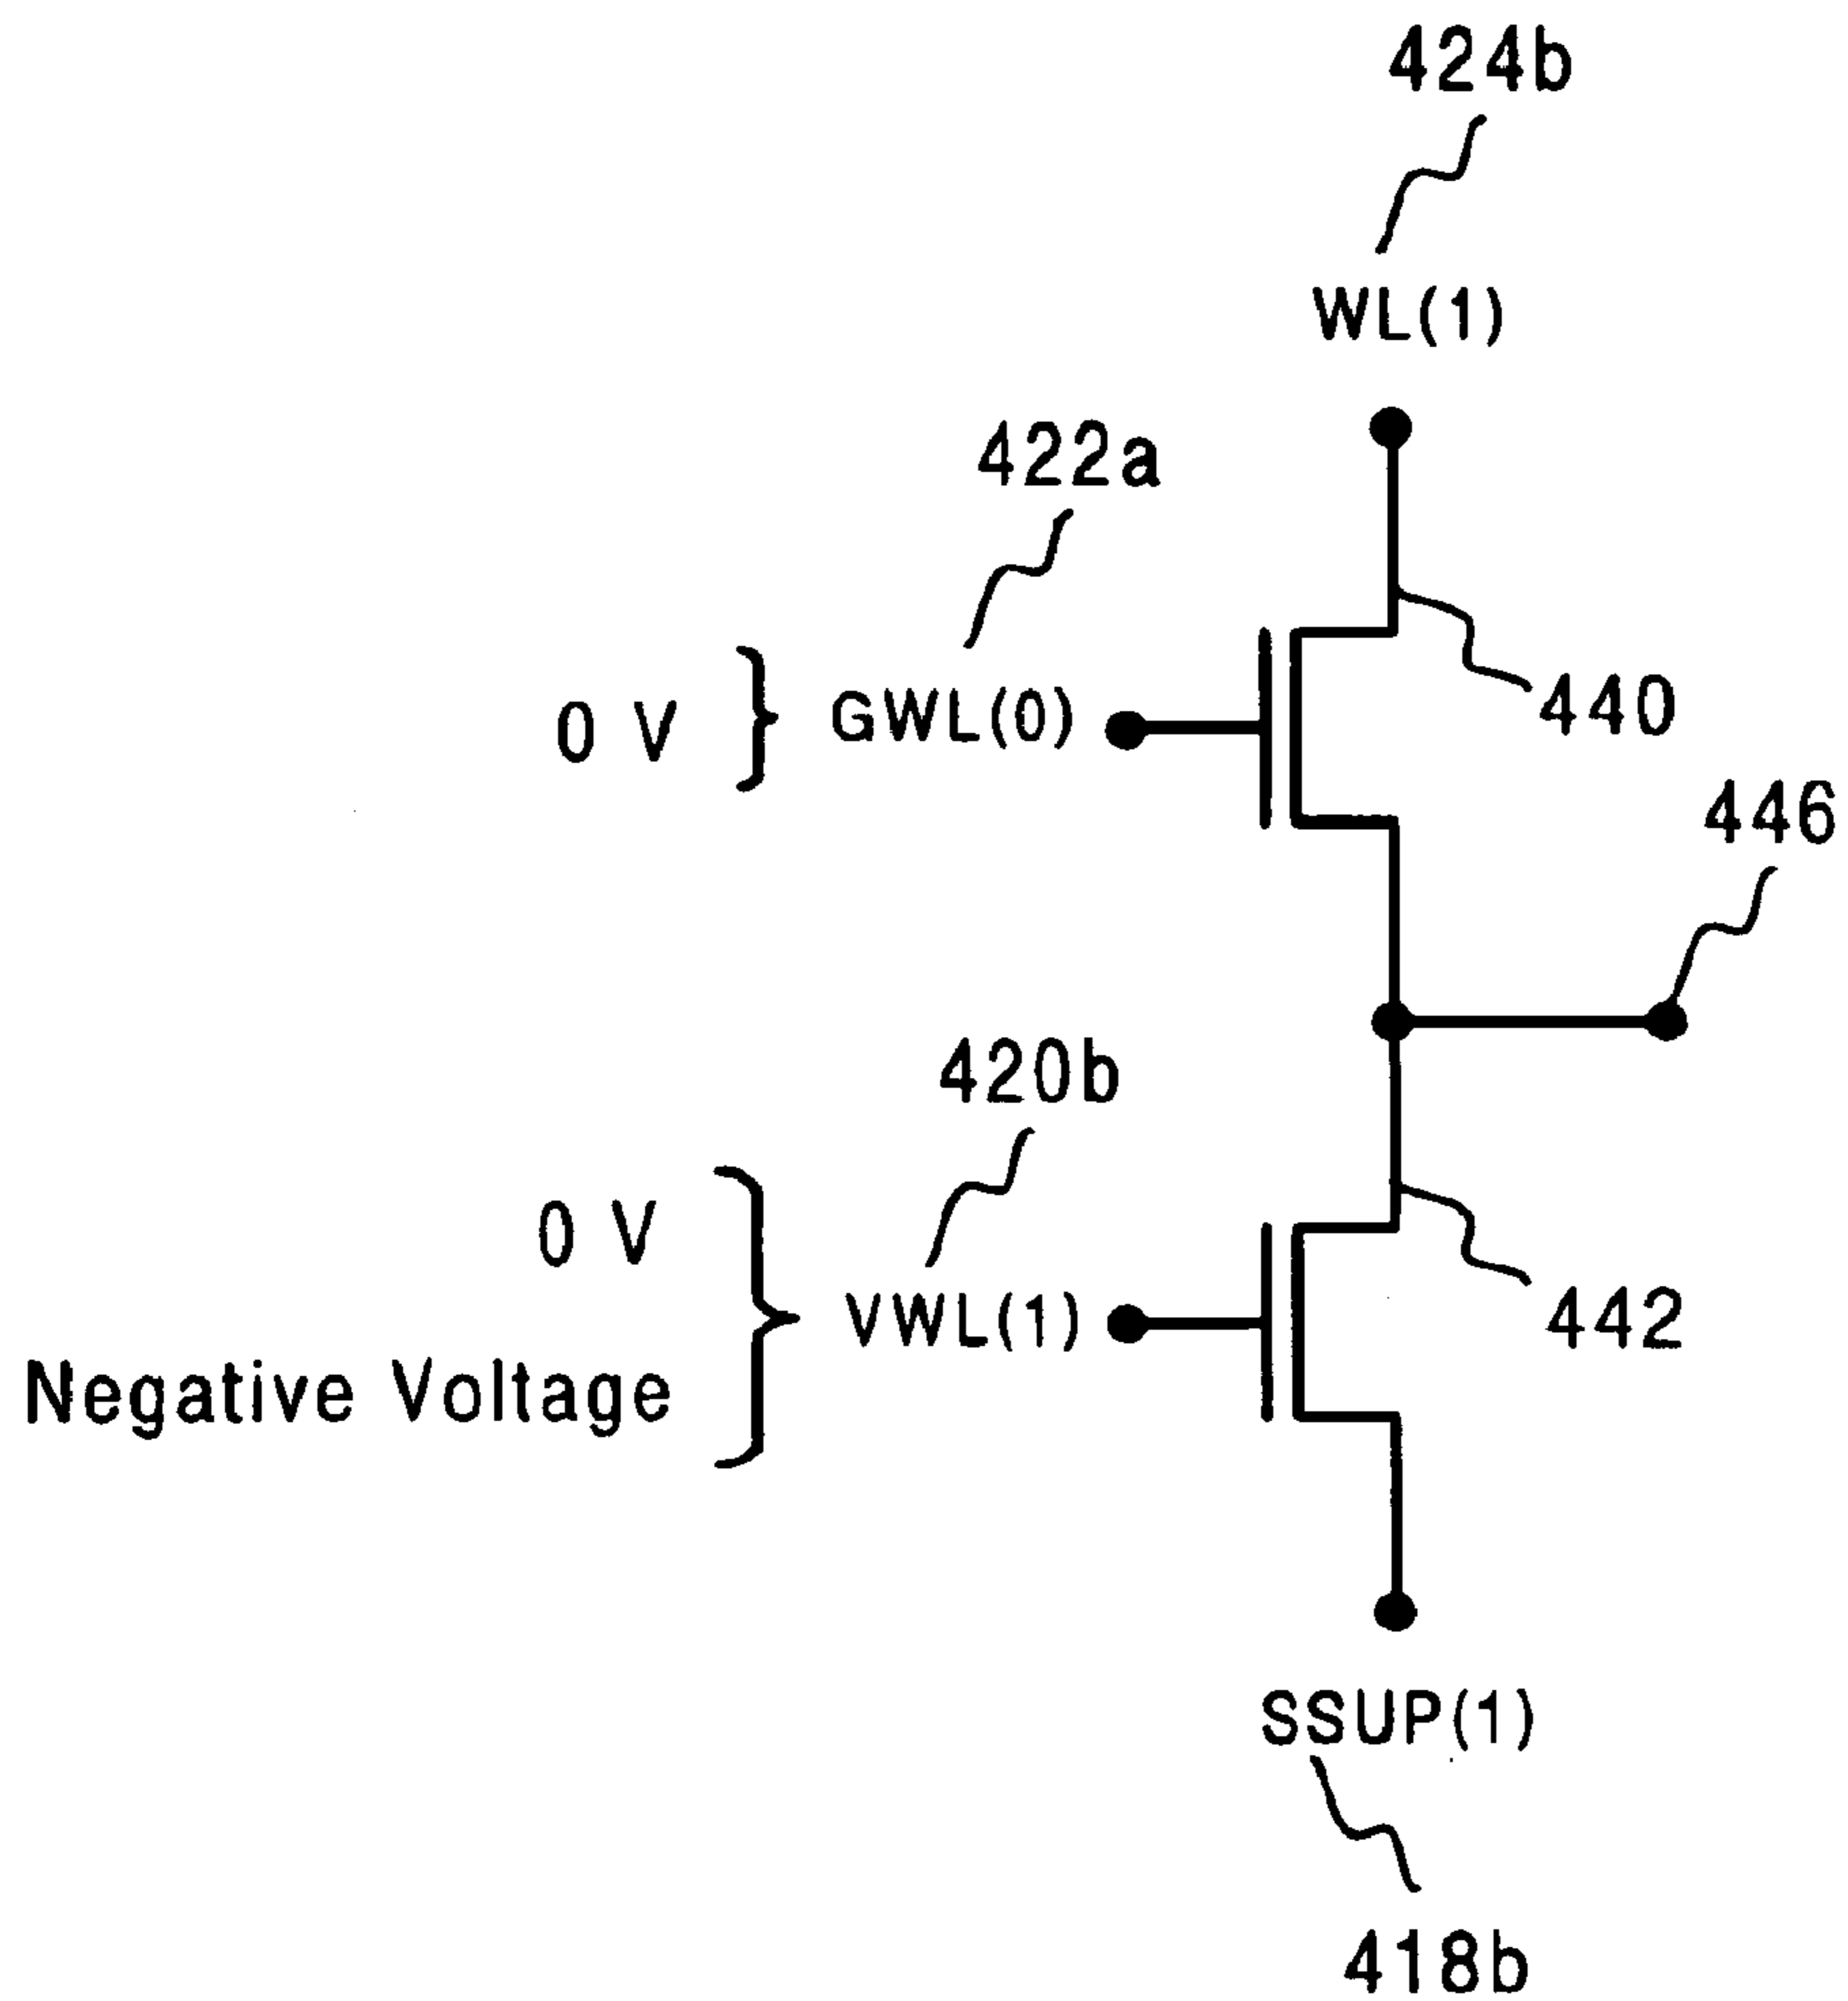 424b
WL(1)
422a
0 V
GWL(0)
440
446
420b
0 V
VWL(1)
442
Negative Voltage
SSUP(1)
418b